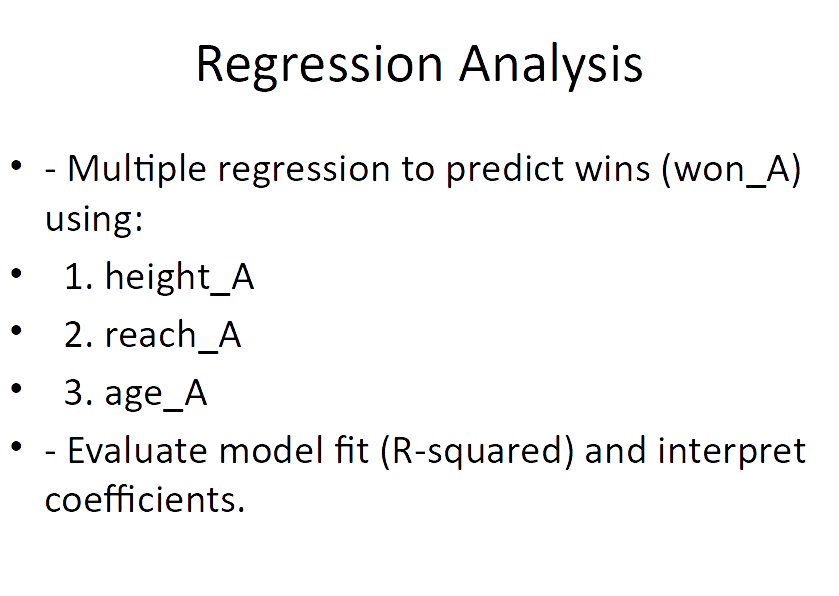 Regression Analysis
• - Multiple regression to predict wins (won_A)
using:
• 1. height_A
• 2. reach_A
• 3. age_A
• - Evaluate model fit (R-squared) and interpret
coefficients.